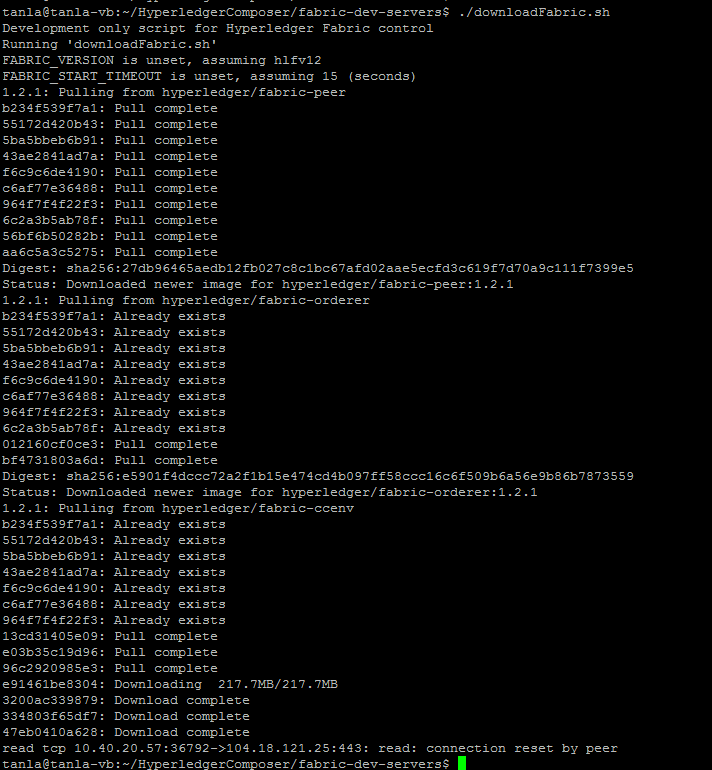 tanla@tanla-vb:~/HyperledgerComposer/fabric-dev-servers$ ./downloadFabric.sh
Development only script for Hyperledger Fabric control
Running 'downloadFabric.sh'
FABRIC_VERSION is unset, assuming hlfv12
FABRIC_START_TIMEOUT is unset, assuming 15 (seconds)
1.2.1: Pulling from hyperledger/fabric-peer
b234f539f7a1: Pull complete
55172d420b43: Pull complete
5ba5bbeb6b91: Pull complete
43ae2841ad7a: Pull complete
f6c9c6de4190: Pull complete
c6af77e36488: Pull complete
964f7f4f22f3: Pull complete
6c2a3b5ab78f: Pull complete
56bf6b50282b: Pull complete
aa6c5a3c5275: Pull complete
Digest: sha256:27db96465aedb12fb027c8c1bc67afd02aae5ecfd3c619f7d70a9c111f7399e5
Status: Downloaded newer image for hyperledger/fabric-peer:1.2.1
1.2.1: Pulling from hyperledger/fabric-orderer
b234f539f7a1: Already exists
55172d420b43: Already exists
5ba5bbeb6b91: Already exists
43ae2841ad7a: Already exists
f6c9c6de4190: Already exists
c6af77e36488: Already exists
964f7f4f22f3: Already exists
6c2a3b5ab78f: Already exists
012160cf0ce3: Pull complete
bf4731803a6d: Pull complete
Digest: sha256:e5901f4dccc72a2f1b15e474cd4b097ff58ccc16c6f509b6a56e9b86b7873559
Status: Downloaded newer image for hyperledger/fabric-orderer:1.2.1
1.2.1: Pulling from hyperledger/fabric-ccenv
b234f539f7a1: Already exists
55172d420b43: Already exists
5ba5bbeb6b91: Already exists
43ae2841ad7a: Already exists
f6c9c6de4190: Already exists
c6af77e36488: Already exists
964f7f4f22f3: Already exists
13cd31405e09: Pull complete
e03b35c19d96: Pull complete
96c2920985e3: Pull complete
e91461be8304: Downloading  217.7MB/217.7MB
3200ac339879: Download complete
334803f65df7: Download complete
47eb0410a628: Download complete
read tcp 10.40.20.57:36792->104.18.121.25:443: read: connection reset by peer
tanla@tanla-vb:~/HyperledgerComposer/fabric-dev-servers$